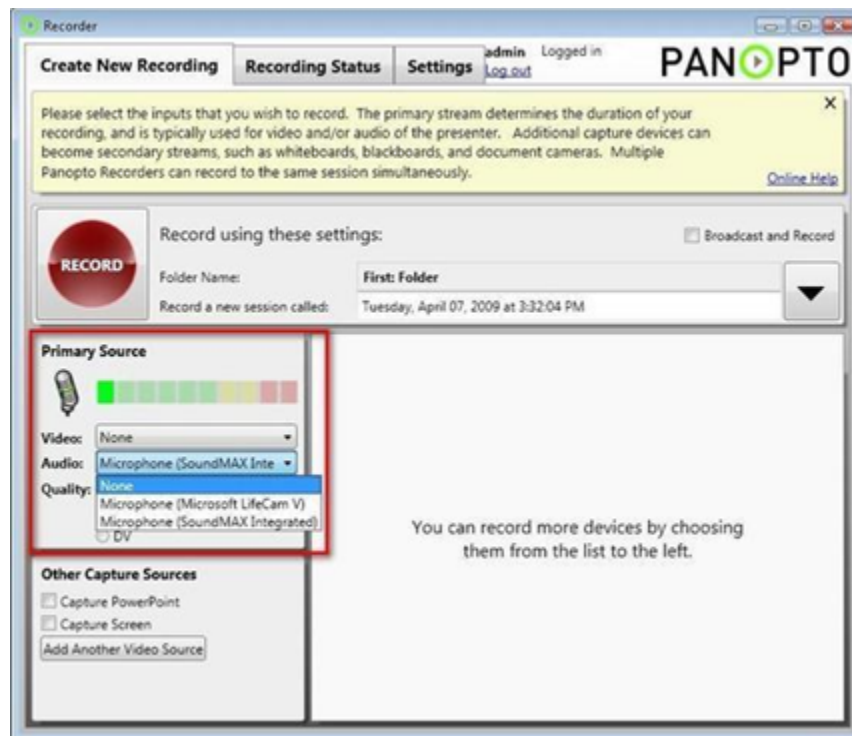 Recorder
Create New Recording
Recording Status
Settings
admin Logged in
Log out
PANOPTO
Please select the inputs that you wish to record. The primary stream determines the duration of your
recording, and is typically used for video and/or audio of the presenter. Additional capture devices can
become secondary streams, such as whiteboards, blackboards, and document cameras. Multiple
Panopto Recorders can record to the same session simultaneously.
Online Help
RECORD
Record using these settings:
Broadcast and Record
Folder Name: First: Folder
Record a new session called: Tuesday, April 07, 2009 at 3:32:04 PM
Primary Source
Video: None
Audio: Microphone (SoundMAX Inte
Quality: None
Microphone (Microsoft LifeCam V)
Microphone (SoundMAX Integrated)
DV
Other Capture Sources
Capture PowerPoint
Capture Screen
Add Another Video Source
You can record more devices by choosing
them from the list to the left.